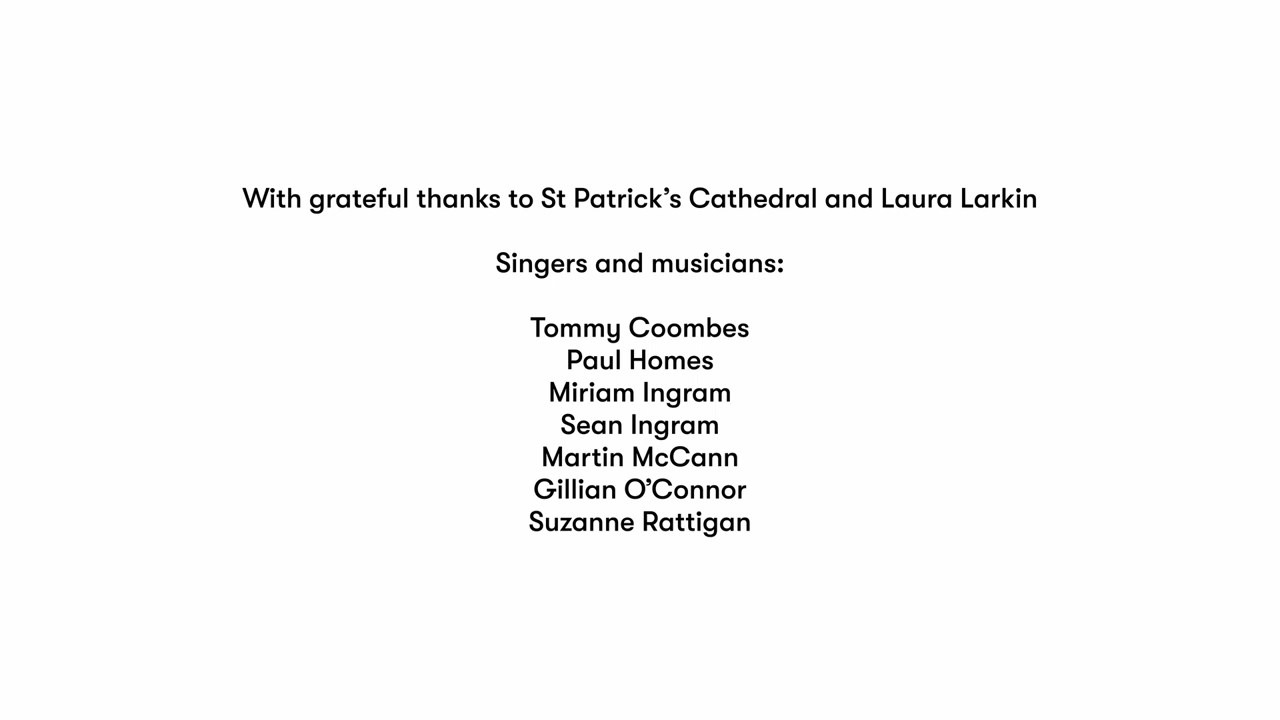 With grateful thanks to St Patrick’s Cathedral and Laura Larkin
Singers and musicians:
Tommy Coombes
Paul Homes
Miriam Ingram
Sean Ingram
Martin McCann
Gillian O’Connor
Suzanne Rattigan